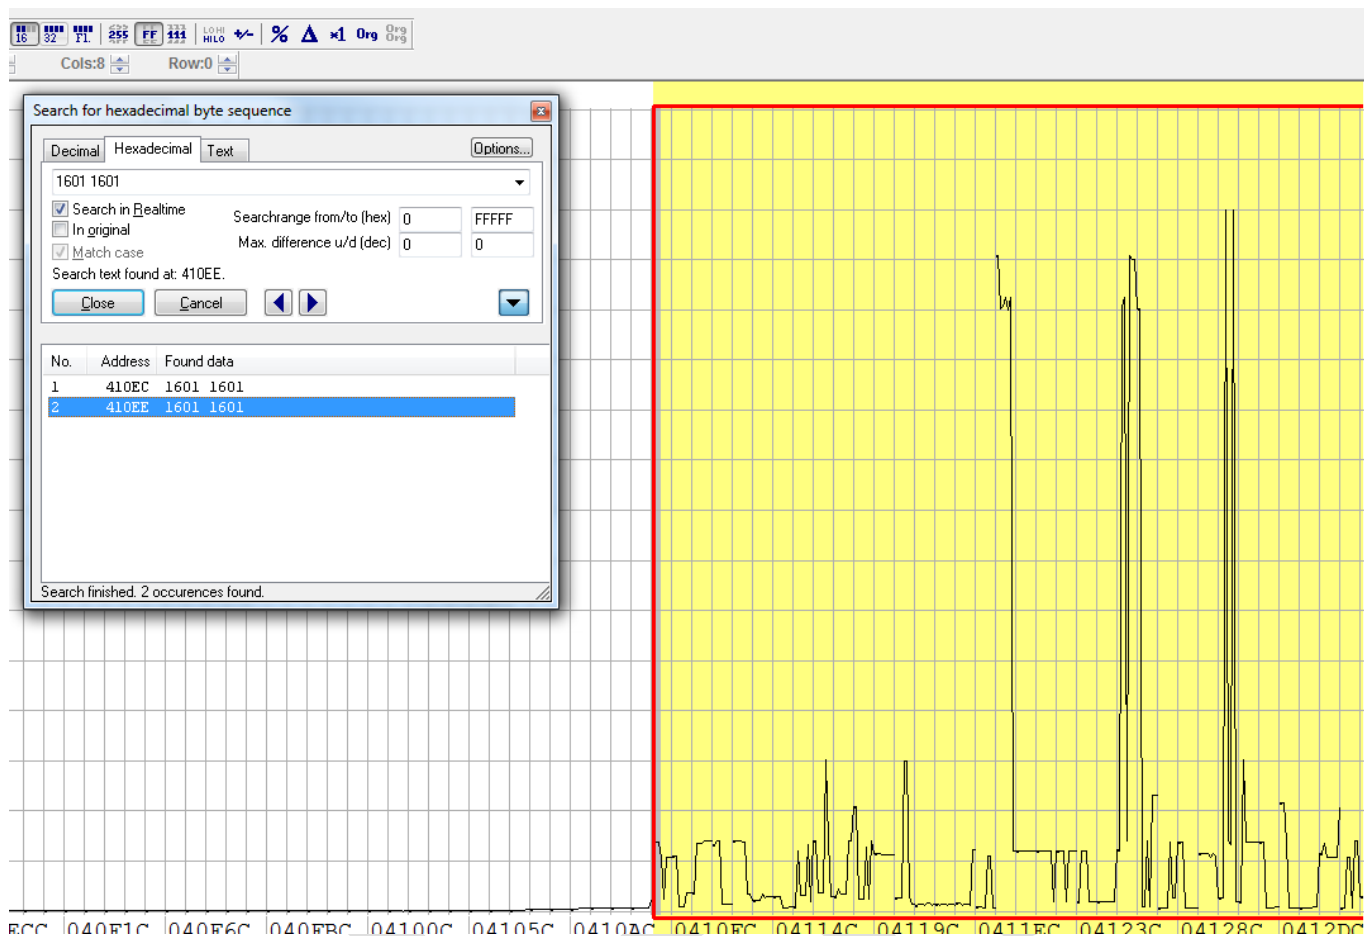 16 32 Fl. 255 FF 111 LOHI HILO +/- % Δ ×1 Org Org Org
Cols:8 Row:0
Search for hexadecimal byte sequence
Decimal Hexadecimal Text Options...
1601 1601
Search in Realtime Searchrange from/to (hex) 0 FFFFF
In original Max. difference u/d (dec) 0 0
Match case
Search text found at: 410EE.
Close Cancel
No. Address Found data
1 410EC 1601 1601
2 410EE 1601 1601
Search finished. 2 occurences found.
ECC 040F1C 040F6C 040FBC 04100C 04105C 0410AC 0410FC 04114C 04119C 0411EC 04123C 04128C 0412DC